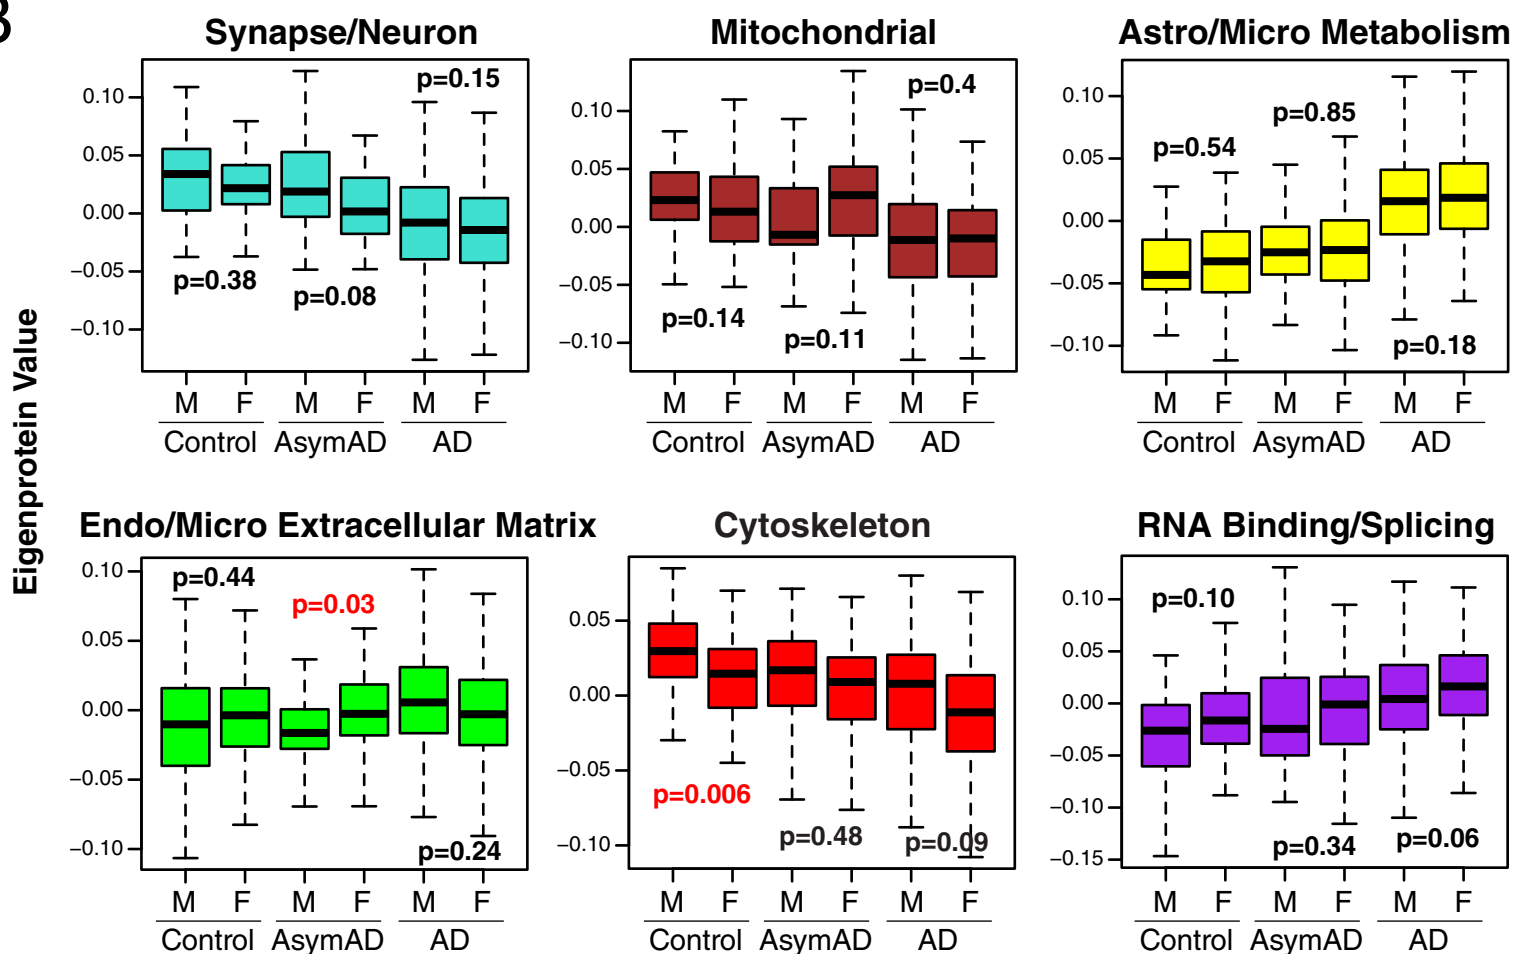 B
Synapse/Neuron
Mitochondrial
Astro/Micro Metabolism
Eigenprotein Value
0.10
0.05
0.00
−0.05
−0.10
p=0.15
p=0.38
p=0.08
M F M F M F
Control AsymAD AD
0.10
0.05
0.00
−0.05
−0.10
p=0.4
p=0.14
p=0.11
M F M F M F
Control AsymAD AD
0.10
0.05
0.00
−0.05
−0.10
p=0.85
p=0.54
p=0.18
M F M F M F
Control AsymAD AD
Endo/Micro Extracellular Matrix
Cytoskeleton
RNA Binding/Splicing
0.10
0.05
0.00
−0.05
−0.10
p=0.44
p=0.03
p=0.24
M F M F M F
Control AsymAD AD
0.05
0.00
−0.05
−0.10
p=0.006
p=0.48
p=0.09
M F M F M F
Control AsymAD AD
0.10
0.05
0.00
−0.05
−0.10
−0.15
p=0.10
p=0.34
p=0.06
M F M F M F
Control AsymAD AD